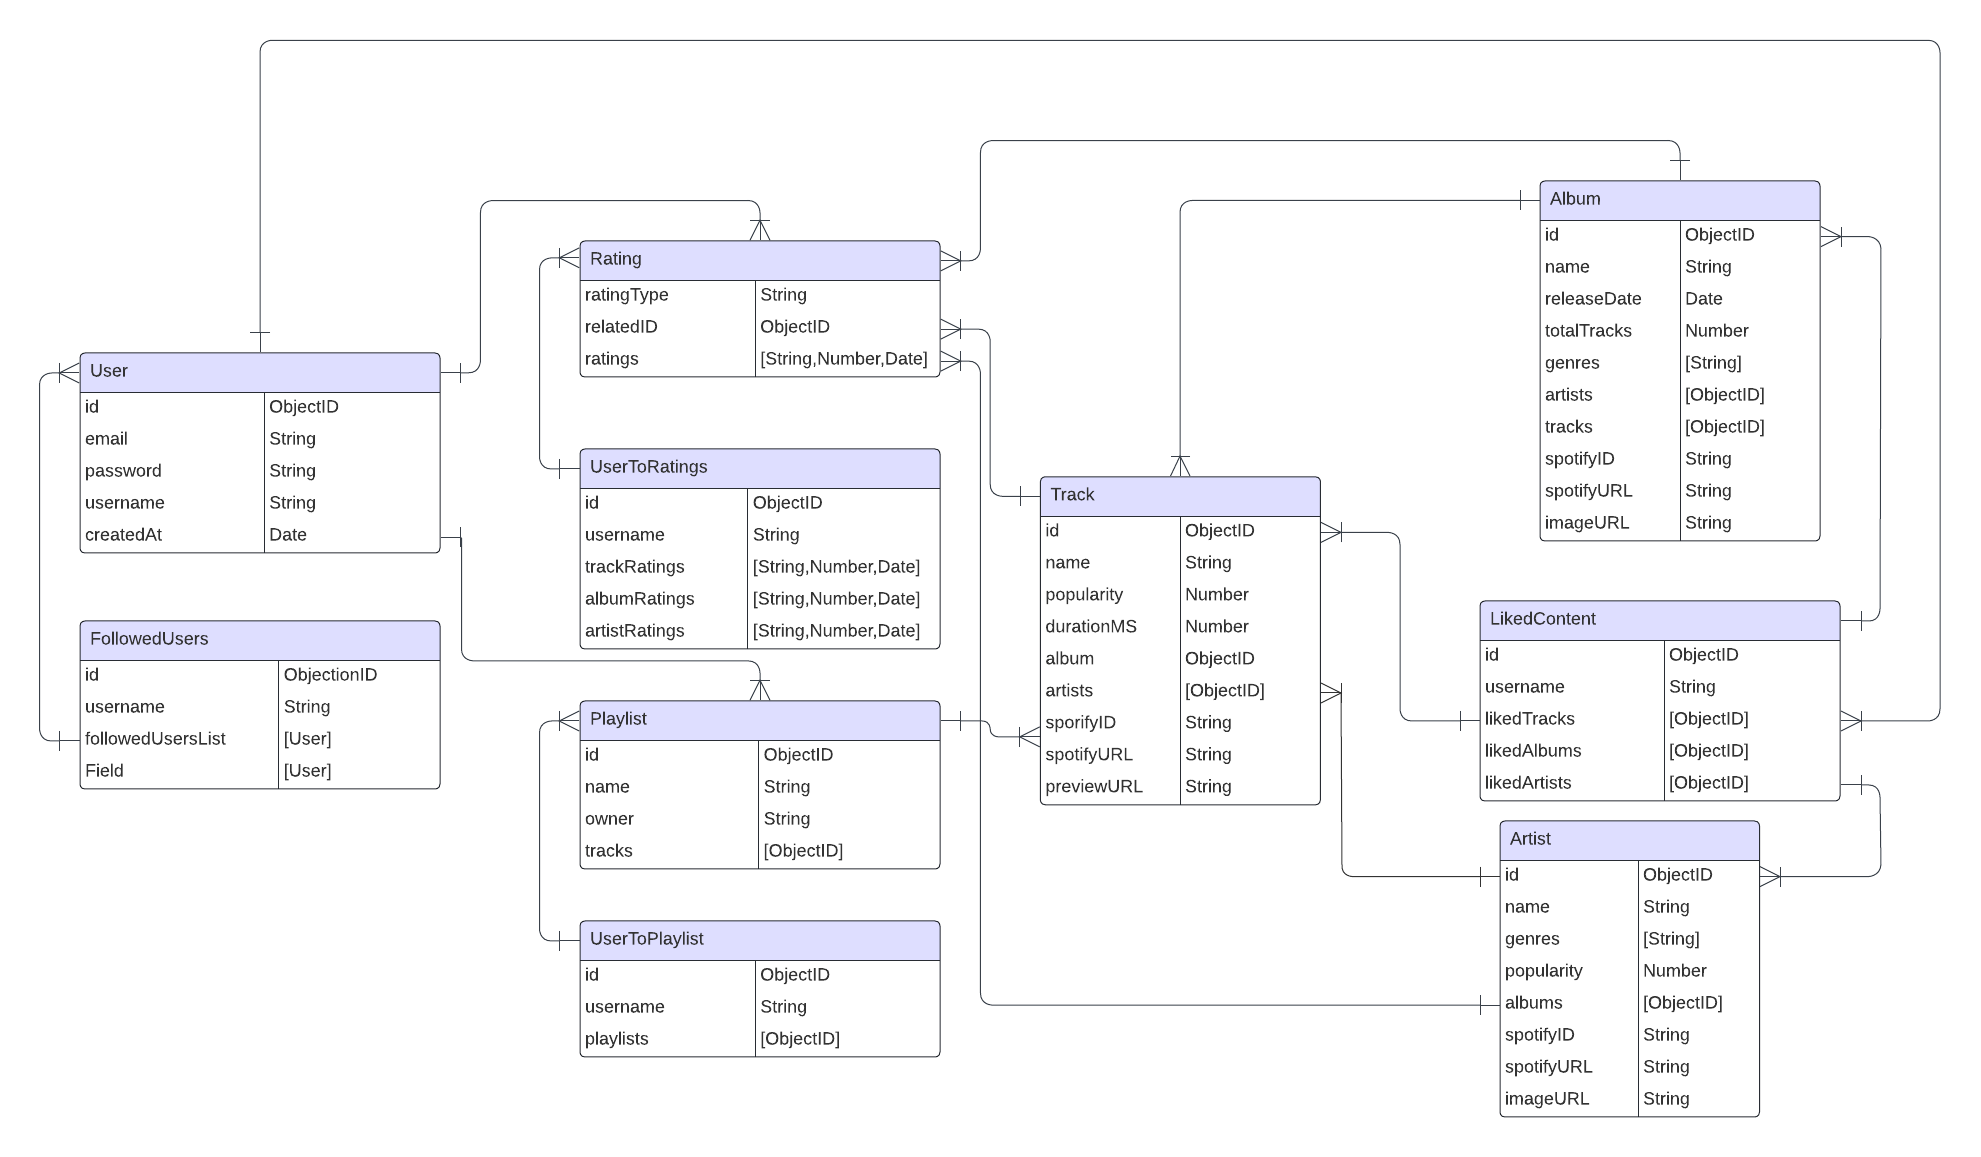 User
id ObjectID
email String
password String
username String
createdAt Date
FollowedUsers
id ObjectionID
username String
followedUsersList [User]
Field [User]
Rating
ratingType String
relatedID ObjectID
ratings [String,Number,Date]
UserToRatings
id ObjectID
username String
trackRatings [String,Number,Date]
albumRatings [String,Number,Date]
artistRatings [String,Number,Date]
Playlist
id ObjectID
name String
owner String
tracks [ObjectID]
UserToPlaylist
id ObjectID
username String
playlists [ObjectID]
Track
id ObjectID
name String
popularity Number
durationMS Number
album ObjectID
artists [ObjectID]
sporifyID String
spotifyURL String
previewURL String
Album
id ObjectID
name String
releaseDate Date
totalTracks Number
genres [String]
artists [ObjectID]
tracks [ObjectID]
spotifyID String
spotifyURL String
imageURL String
LikedContent
id ObjectID
username String
likedTracks [ObjectID]
likedAlbums [ObjectID]
likedArtists [ObjectID]
Artist
id ObjectID
name String
genres [String]
popularity Number
albums [ObjectID]
spotifyID String
spotifyURL String
imageURL String